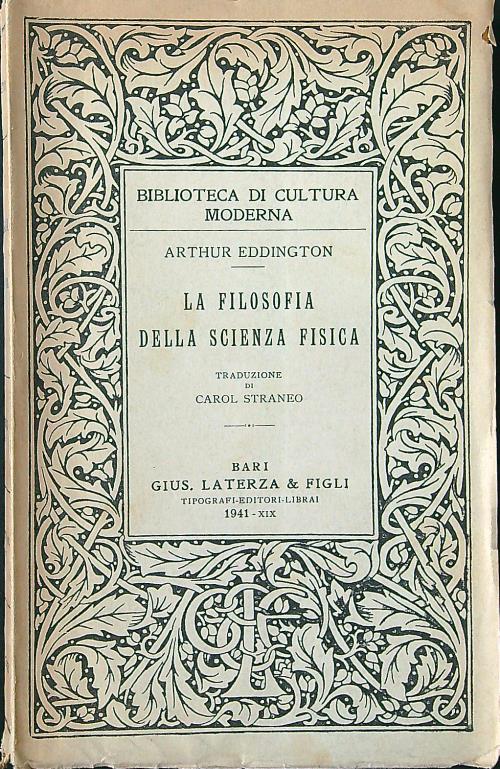 BIBLIOTECA DI CULTURA
MODERNA
ARTHUR EDDINGTON
LA FILOSOFIA
DELLA SCIENZA FISICA
TRADUZIONE
DI
CAROL STRANEO
BARI
GIUS. LATERZA & FIGLI
TIPOGRAFI-EDITORI-LIBRAI
1941 - XIX